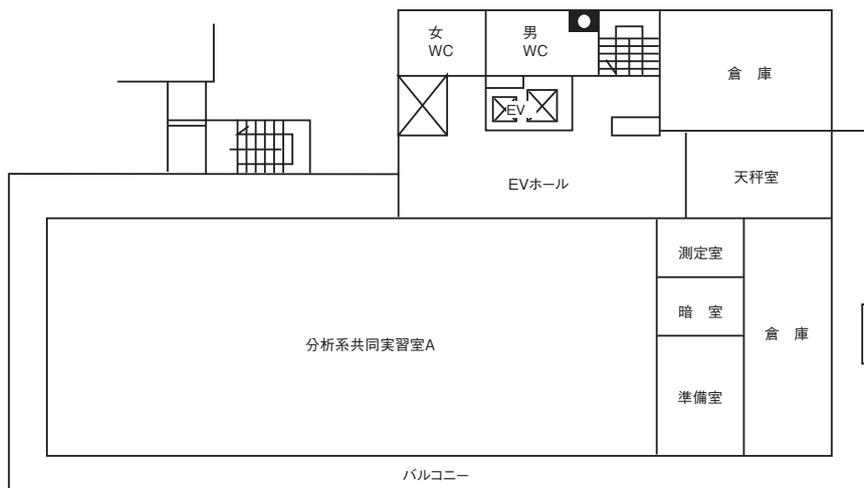 女
WC
男
WC
倉　庫
EV
EVホール
天秤室
測定室
暗　室
分析系共同実習室A
倉　庫
準備室
バルコニー